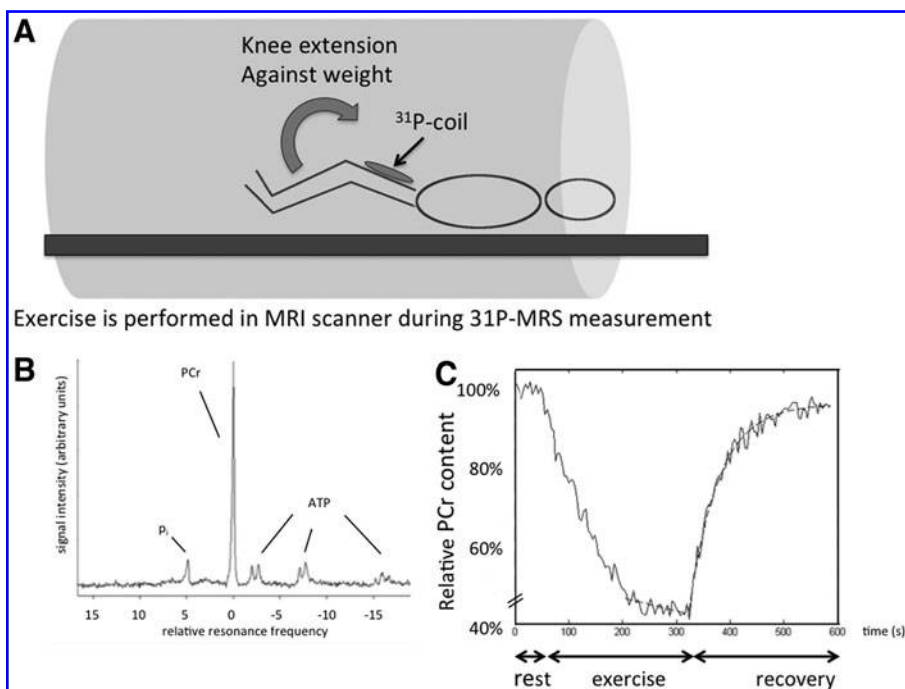 A
Knee extension
Against weight
³¹P-coil
Exercise is performed in MRI scanner during 31P-MRS measurement
B
signal intensity (arbitrary units)
PCr
ATP
Pᵢ
15 10 5 0 -5 -10 -15
relative resonance frequency
C
Relative PCr content
100%
80%
60%
40%
0 100 200 300 400 500 600 time (s)
rest exercise recovery